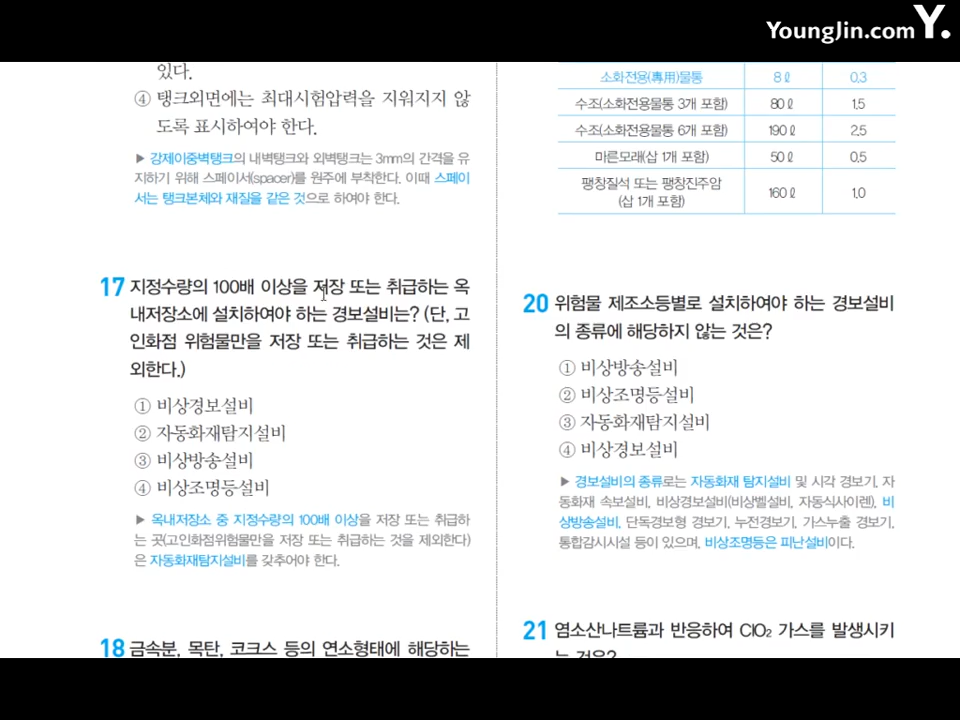 YoungJin.com Y.
있다.
④ 탱크외면에는 최대시험압력을 지워지지 않
도록 표시하여야 한다.
▶ 강제이중벽탱크의 내벽탱크와 외벽탱크는 3mm의 간격을 유
지하기 위해 스페이서(spacer)를 원주에 부착한다. 이때 스페이
서는 탱크본체와 재질을 같은 것으로 하여야 한다.
17 지정수량의 100배 이상을 저장 또는 취급하는 옥
내저장소에 설치하여야 하는 경보설비는? (단, 고
인화점 위험물만을 저장 또는 취급하는 것은 제
외한다.)
① 비상경보설비
② 자동화재탐지설비
③ 비상방송설비
④ 비상조명등설비
▶ 옥내저장소 중 지정수량의 100배 이상을 저장 또는 취급하
는 곳(고인화점위험물만을 저장 또는 취급하는 것을 제외한다)
은 자동화재탐지설비를 갖추어야 한다.
18 금속분, 목탄, 코크스 등의 연소형태에 해당하는
소화전용(專用)물통 8ℓ 0.3
수조(소화전용물통 3개 포함) 80ℓ 1.5
수조(소화전용물통 6개 포함) 190ℓ 2.5
마른모래(삽 1개 포함) 50ℓ 0.5
팽창질석 또는 팽창진주암
(삽 1개 포함) 160ℓ 1.0
20 위험물 제조소등별로 설치하여야 하는 경보설비
의 종류에 해당하지 않는 것은?
① 비상방송설비
② 비상조명등설비
③ 자동화재탐지설비
④ 비상경보설비
▶ 경보설비의 종류로는 자동화재 탐지설비 및 시각 경보기, 자
동화재 속보설비, 비상경보설비(비상벨설비, 자동식사이렌), 비
상방송설비, 단독경보형 경보기, 누전경보기, 가스누출 경보기,
통합감시시설 등이 있으며, 비상조명등은 피난설비이다.
21 염소산나트륨과 반응하여 ClO₂ 가스를 발생시키
는 것은?